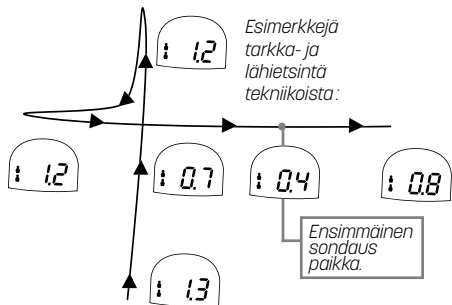 1.2
Esimerkkejä
tarkka- ja
lähietsintä
tekniikoista:
1.2
0.7
0.4
0.8
Ensimmäinen
sondaus
paikka.
1.3